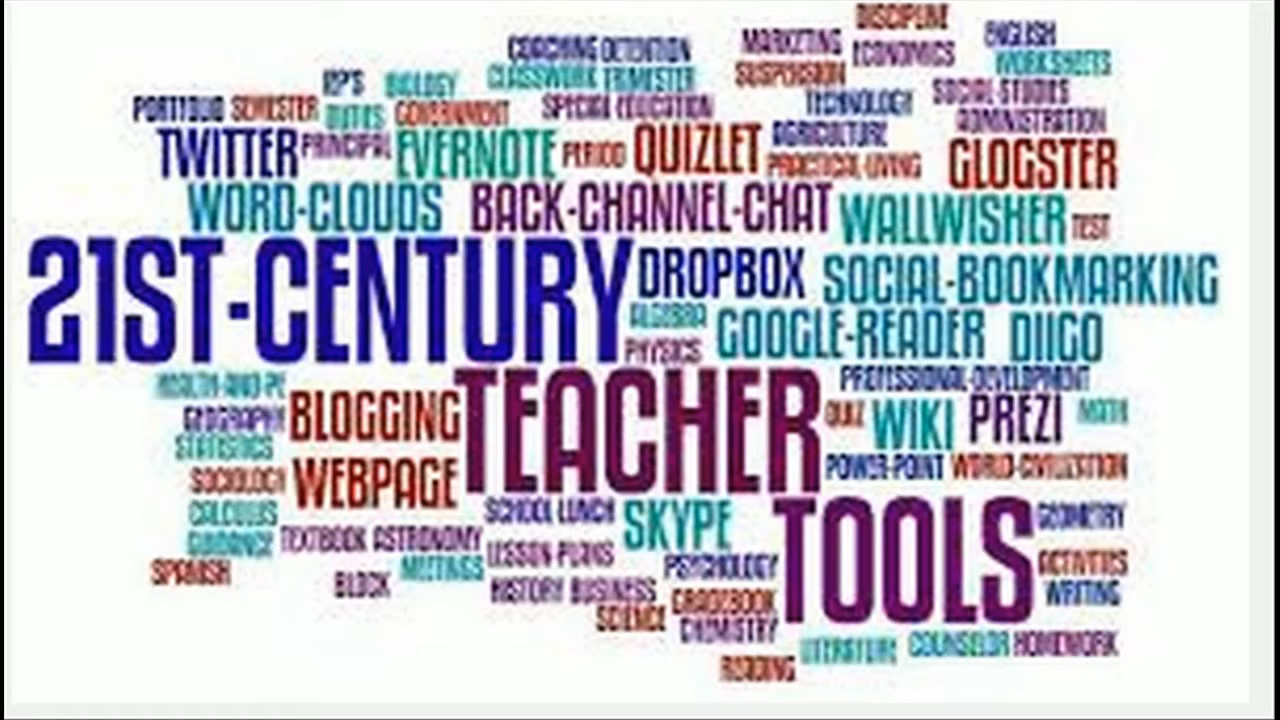 DISCIPLINE
COACHING DETENTION MARKETING ECONOMICS ENGLISH
CLASSWORK TRIMESTER SUSPENSION WORKSHEETS
IEP'S BIOLOGY TECHNOLOGY SOCIAL-STUDIES
PORTFOLIO SEMESTER DUTIES GOVERNMENT SPECIAL-EDUCATION ADMINISTRATION
TWITTER PRINCIPAL EVERNOTE PERIOD QUIZLET AGRICULTURE GLOGSTER
PRACTICAL-LIVING
WORD-CLOUDS BACK-CHANNEL-CHAT WALLWISHER TEST
21ST-CENTURY DROPBOX SOCIAL-BOOKMARKING
ALGEBRA GOOGLE-READER DIIGO
PHYSICS
HEALTH-AND-PE TEACHER PROFESSIONAL-DEVELOPMENT
GEOGRAPHY BLOGGING QUIZ WIKI PREZI MATH
STATISTICS
SOCIOLOGY WEBPAGE POWER-POINT WORLD-CIVILIZATION
CALCULUS SCHOOL LUNCH SKYPE TOOLS GEOMETRY
GUIDANCE TEXTBOOK ASTRONOMY LESSON-PLANS
SPANISH MEETINGS PSYCHOLOGY ACTIVITIES
BLOCK HISTORY BUSINESS GRADEBOOK WRITING
SCIENCE CHEMISTRY
LITERATURE COUNSELOR HOMEWORK
READING